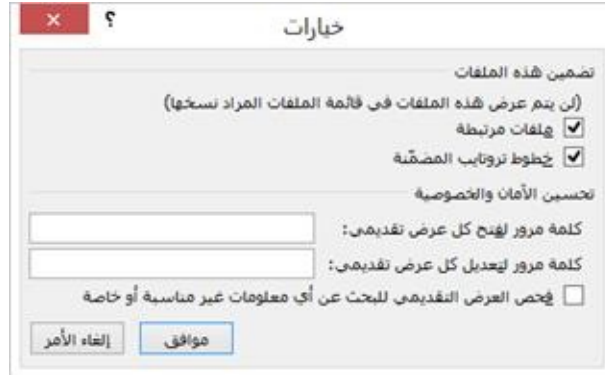 خيارات
؟
تضمين هذه الملفات
(لن يتم عرض هذه الملفات في قائمة الملفات المراد نسخها)
ملفات مرتبطة
خطوط تروتايب المضمّنة
تحسين الأمان والخصوصية
كلمة مرور لفتح كل عرض تقديمي:
كلمة مرور لتعديل كل عرض تقديمي:
فحص العرض التقديمي للبحث عن أي معلومات غير مناسبة أو خاصة
موافق
إلغاء الأمر